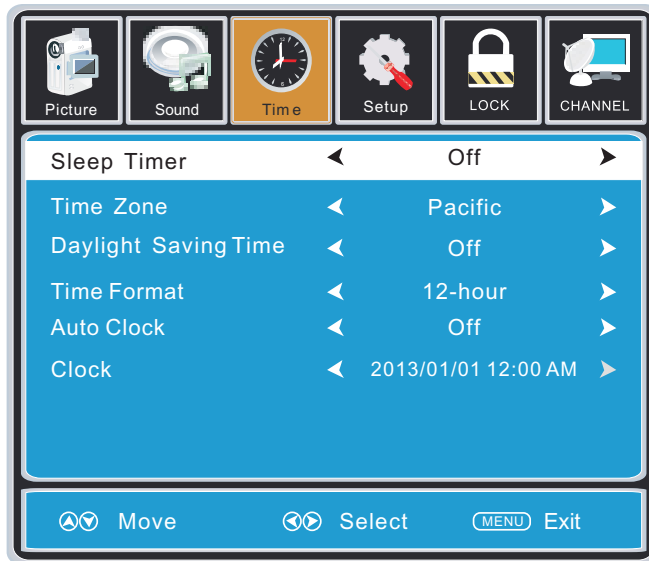 Picture Sound Time Setup LOCK CHANNEL
Sleep Timer Off
Time Zone Pacific
Daylight Saving Time Off
Time Format 12-hour
Auto Clock Off
Clock 2013/01/01 12:00 AM
Move Select MENU Exit